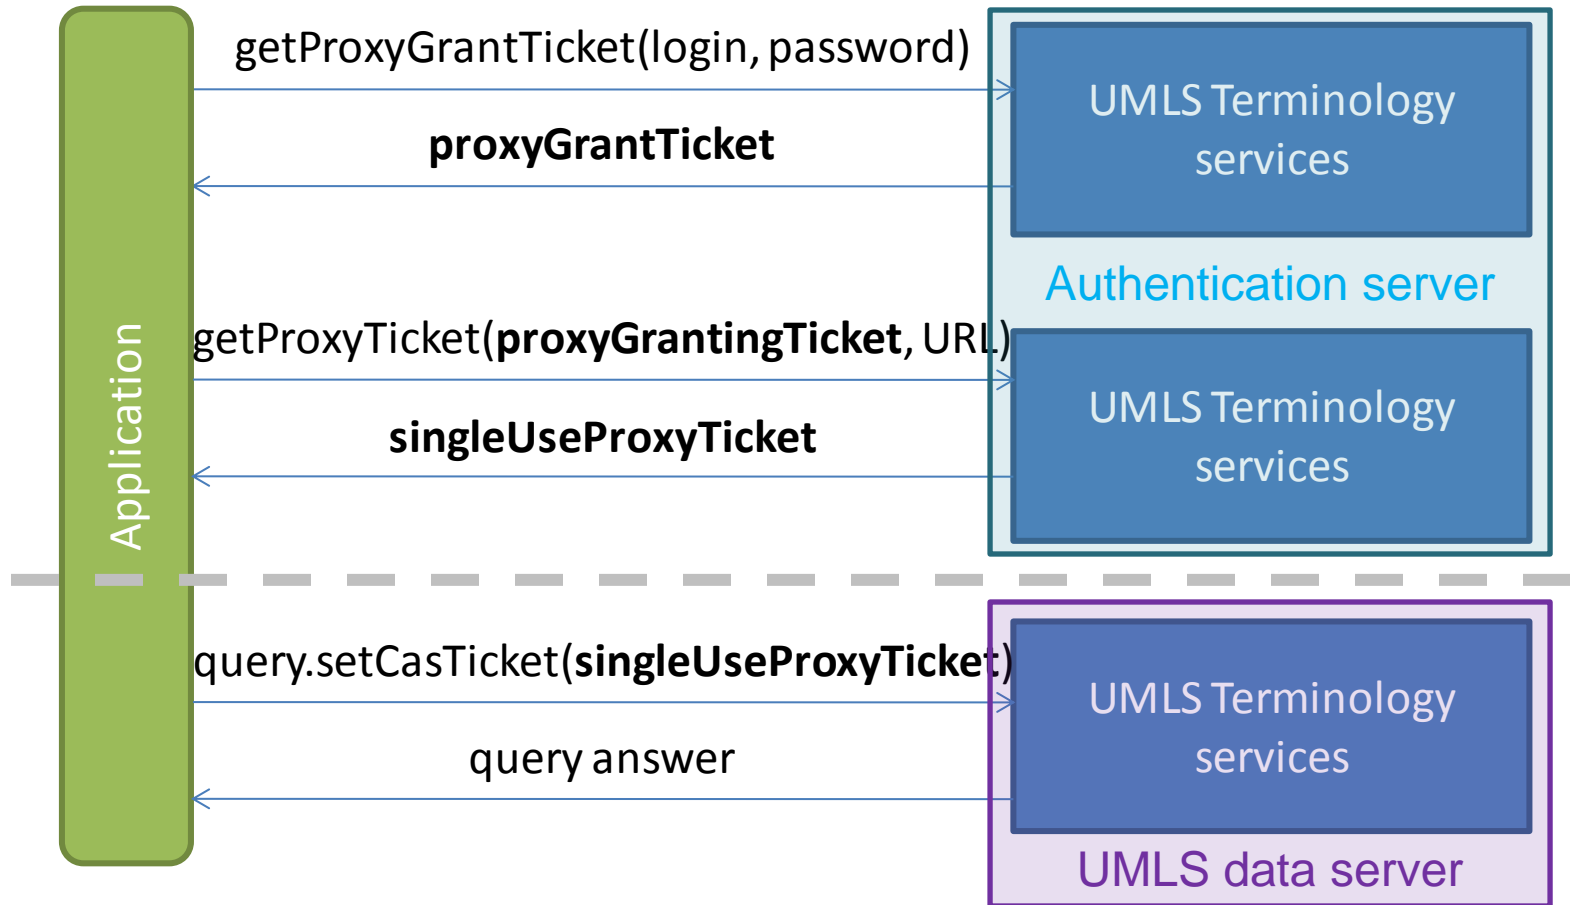 getProxyGrantTicket(login, password)
proxyGrantTicket
UMLS Terminology
services
Authentication server
Application
getProxyTicket(proxyGrantingTicket, URL)
singleUseProxyTicket
UMLS Terminology
services
query.setCasTicket(singleUseProxyTicket)
query answer
UMLS Terminology
services
UMLS data server